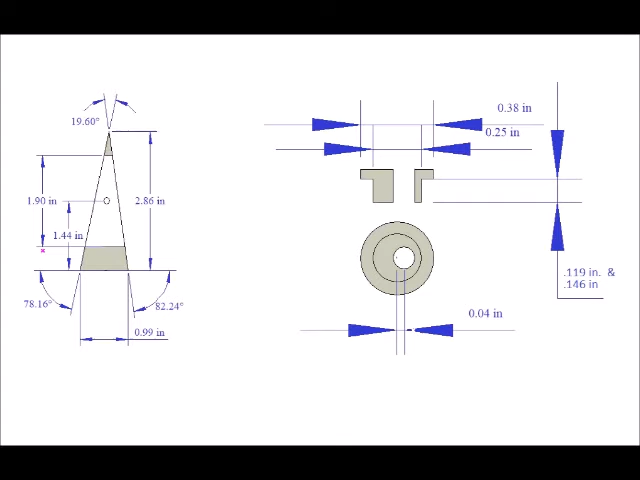 19.60°
1.90 in
2.86 in
1.44 in
78.16°
82.24°
0.99 in
0.38 in
0.25 in
.119 in. &
.146 in
0.04 in